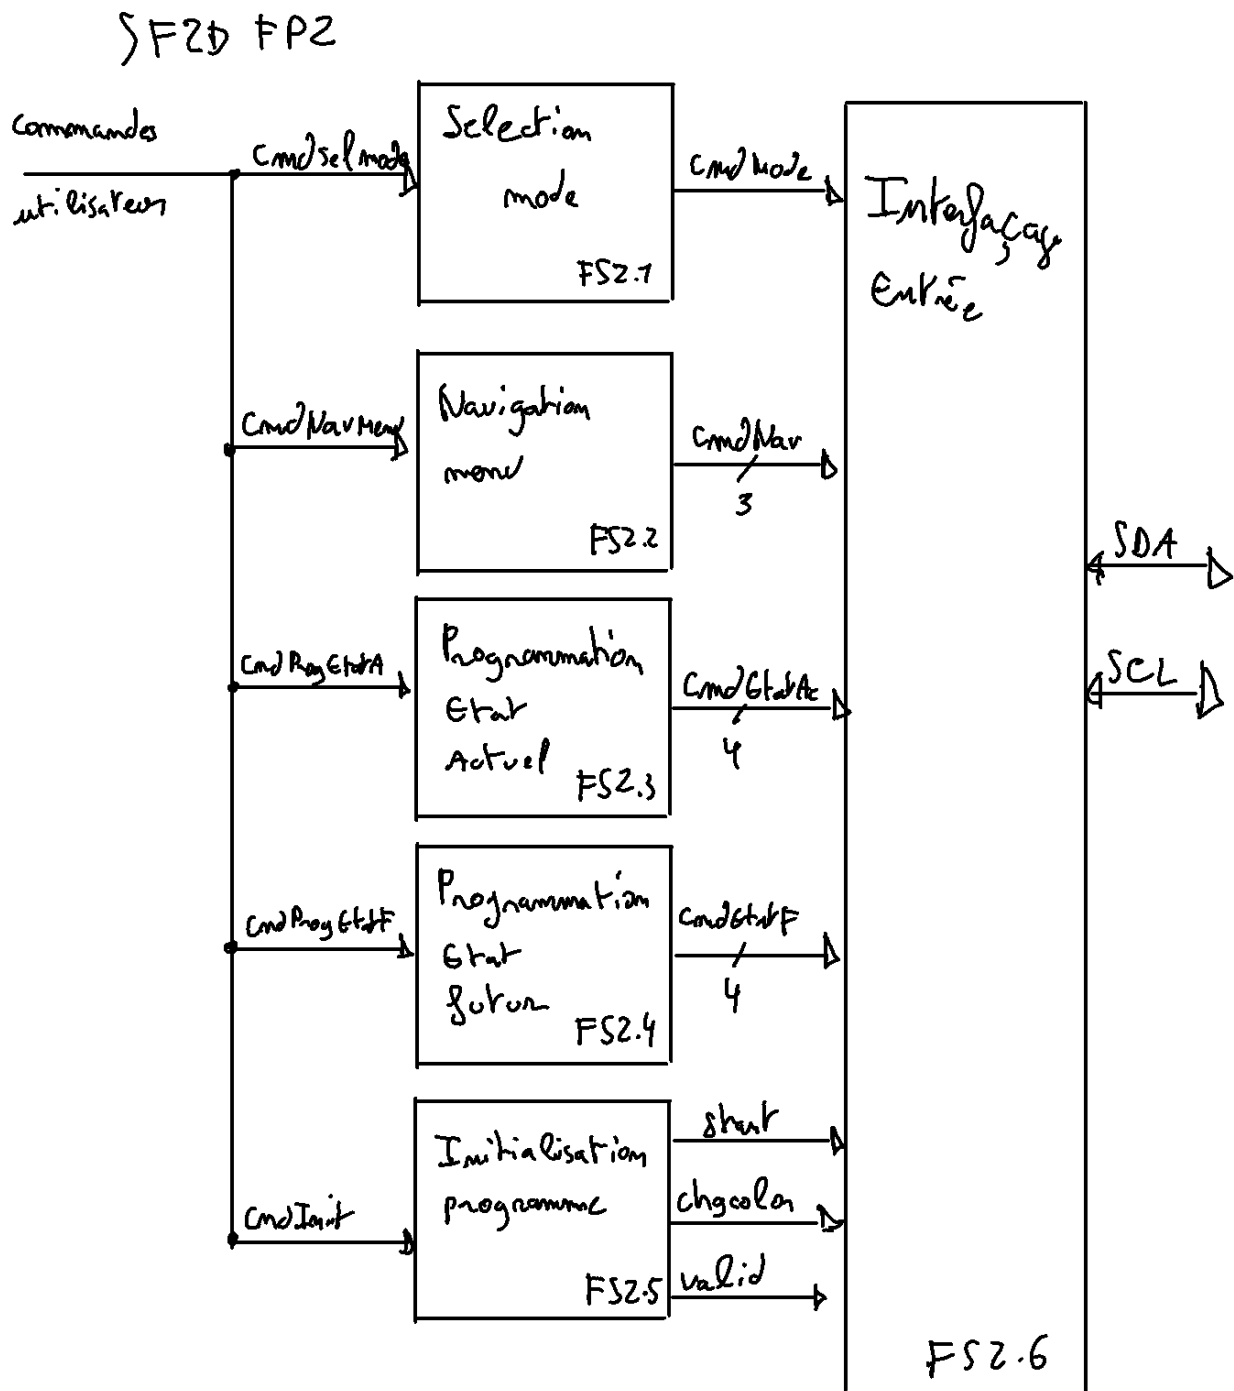 SF2D FP2
Commandes
utilisateur
CmdSelmode
Selection
mode
FS2.1
CmdMode
Interfaçage
Entrée
CmdNavMenu
Navigation
menu
FS2.2
CmdNav
3
SDA
SCL
CmdProgEtatA
Programmation
Etat
Actuel
FS2.3
CmdEtatAc
4
CmdProgEtatF
Programmation
Etat
futur
FS2.4
CmdEtatF
4
CmdInit
Initialisation
programme
FS2.5
start
chgcolor
valid
FS2.6